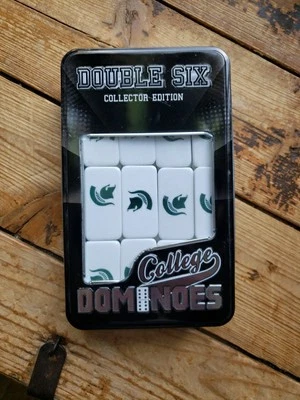 DOUBLE SIX
COLLECTOR EDITION
College
DOMINOES